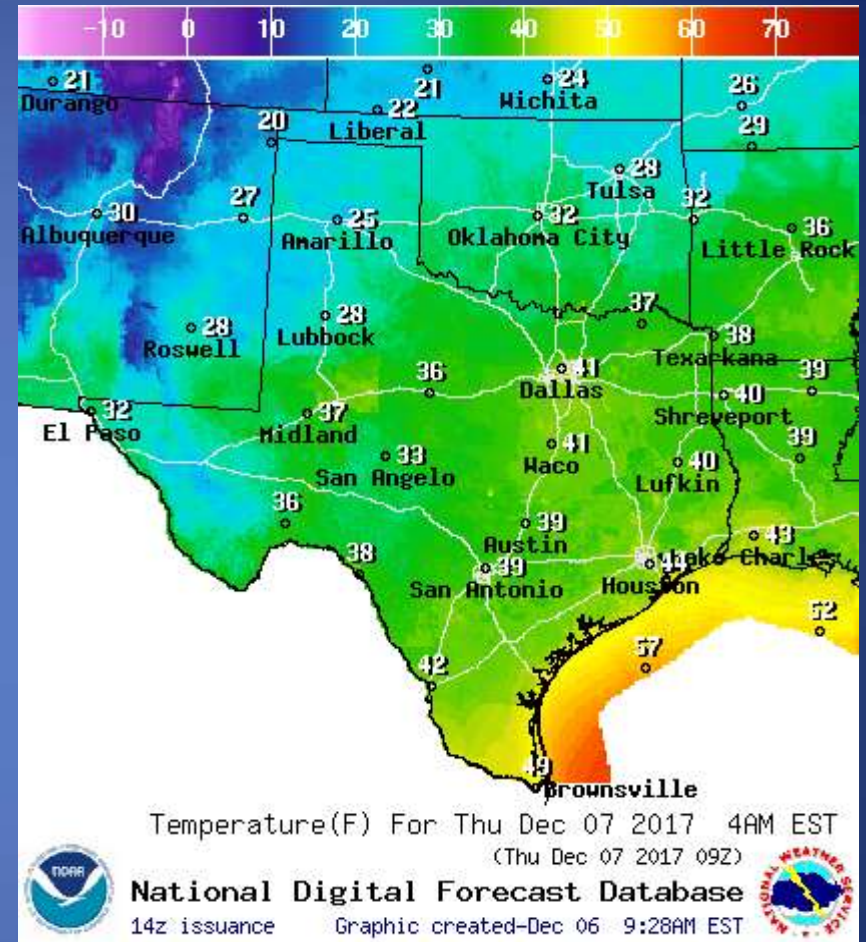 -10 0 10 20 30 40 50 60 70
21
Durango
21
24
Wichita
26
22
Liberal
20
29
28
Tulsa
30
Albuquerque
27
25
Amarillo
32
Oklahoma City
32
36
Little Rock
28
Roswell
28
Lubbock
37
38
Texarkana
41
Dallas
36
39
40
Shreveport
32
El Paso
37
Midland
33
San Angelo
41
Waco
40
Lufkin
39
36
39
Austin
43
Lake Charles
38
39
San Antonio
44
Houston
52
57
42
49
Brownsville
Temperature(F) For Thu Dec 07 2017 4AM EST
(Thu Dec 07 2017 09Z)
National Digital Forecast Database
14z issuance Graphic created-Dec 06 9:28AM EST
NOAA
NATIONAL WEATHER SERVICE